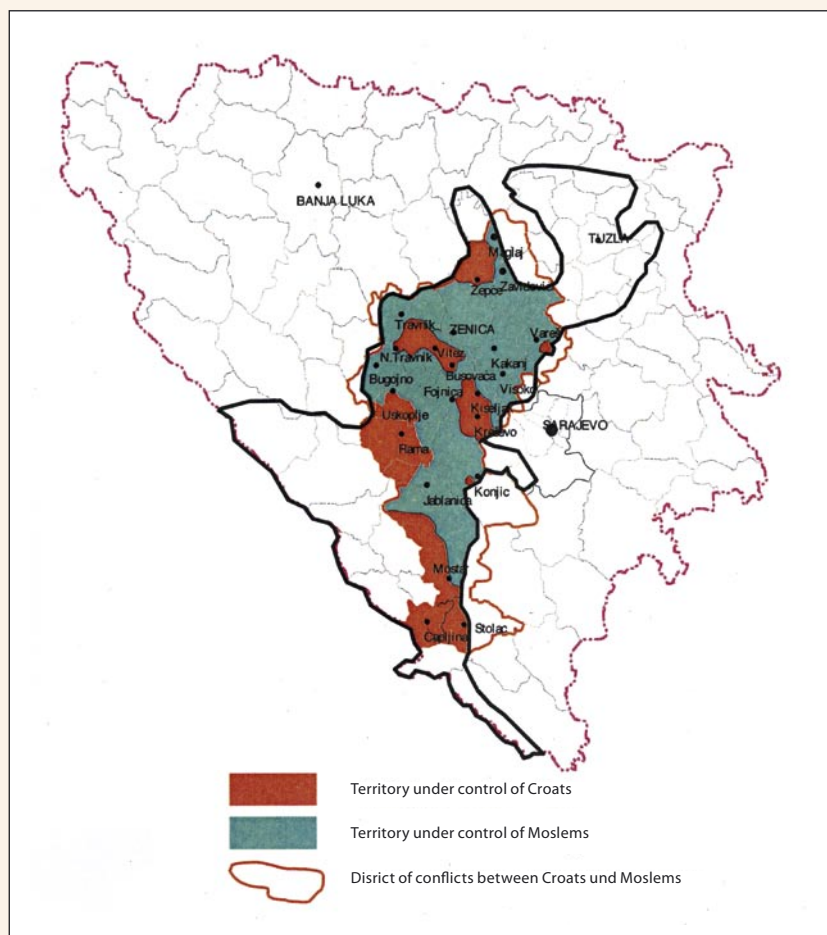 BANJA LUKA
TUZLA
Maglaj
Zavidovići
Žepče
Travnik
ZENICA
Vareš
N.Travnik
Vitez
Kakanj
Busovača
Visoko
Bugojno
Fojnica
Kiseljak
Uskoplje
SARAJEVO
Kreševo
Rama
Konjic
Jablanica
Mostar
Stolac
Čapljina
Territory under control of Croats
Territory under control of Moslems
Disrict of conflicts between Croats und Moslems